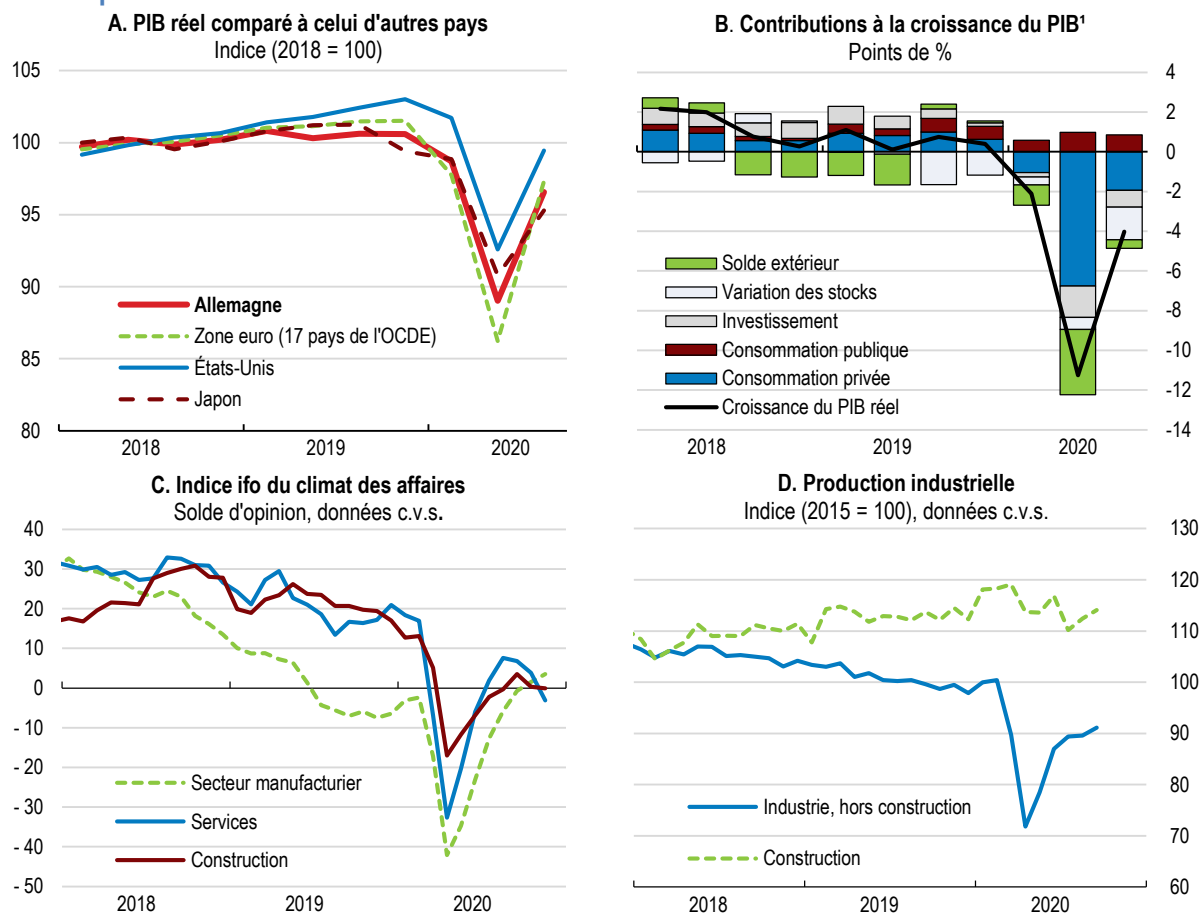 A. PIB réel comparé à celui d'autres pays
Indice (2018 = 100)
105
100
95
90
85
80
Allemagne
Zone euro (17 pays de l'OCDE)
États-Unis
Japon
2018
2019
2020
B. Contributions à la croissance du PIB¹
Points de %
4
2
0
-2
-4
-6
-8
-10
-12
-14
Solde extérieur
Variation des stocks
Investissement
Consommation publique
Consommation privée
Croissance du PIB réel
2018
2019
2020
C. Indice ifo du climat des affaires
Solde d'opinion, données c.v.s.
40
30
20
10
0
- 10
- 20
- 30
- 40
- 50
Secteur manufacturier
Services
Construction
2018
2019
2020
D. Production industrielle
Indice (2015 = 100), données c.v.s.
130
120
110
100
90
80
70
60
Industrie, hors construction
Construction
2018
2019
2020